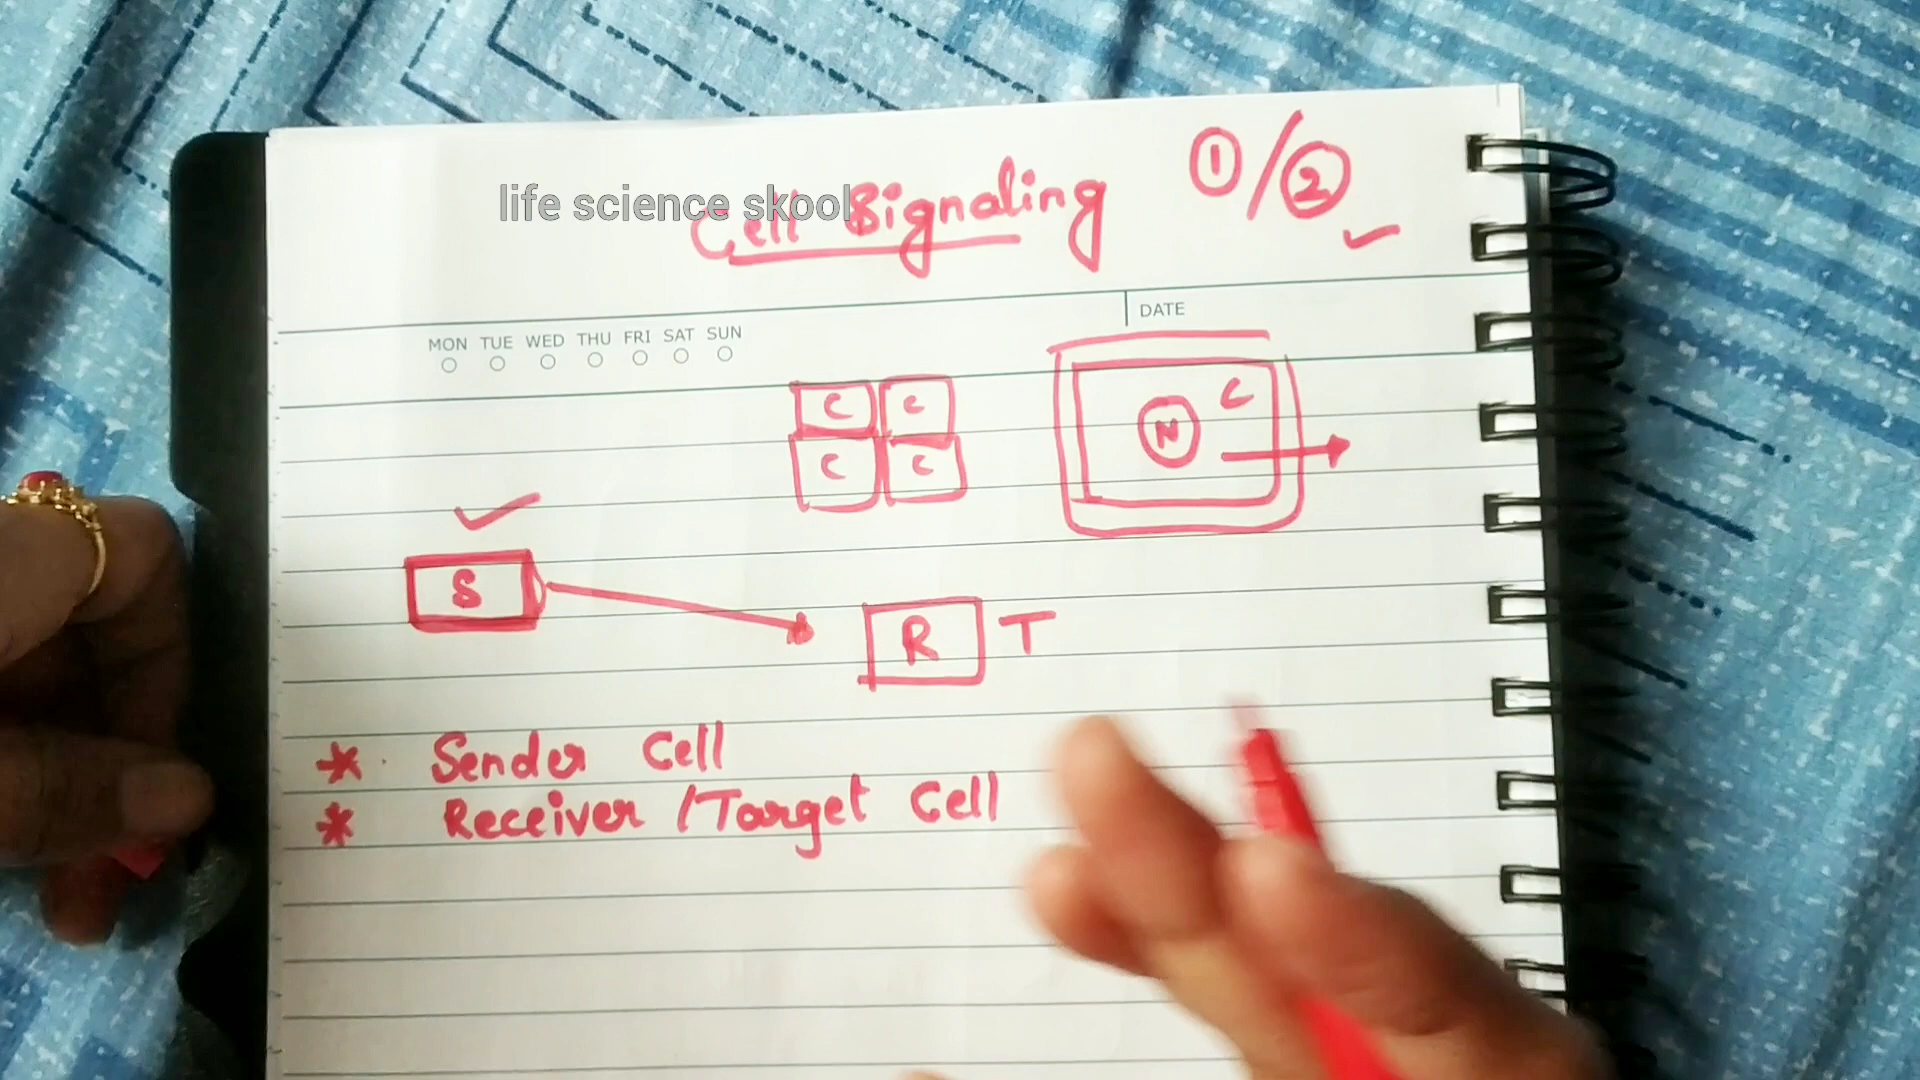 life science skool
Cell Signaling
1/2
DATE
MON TUE WED THU FRI SAT SUN
C C
C C
N C
S
R T
* Sender Cell
* Receiver / Target Cell